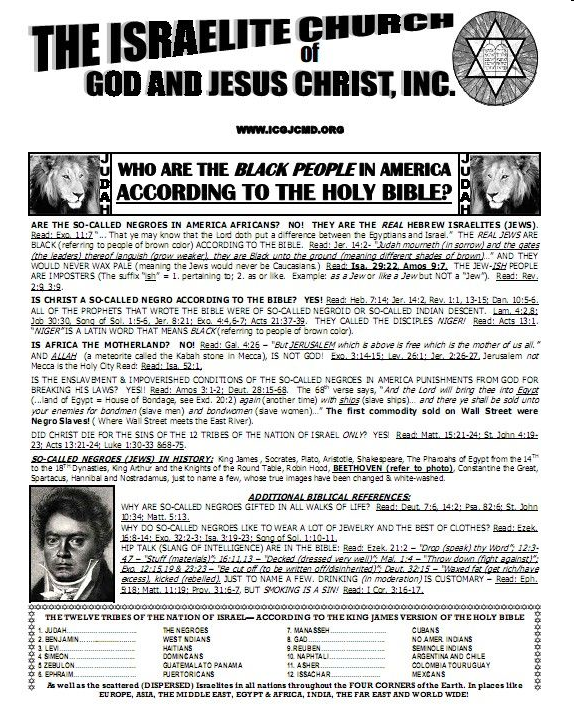 THE ISRAELITE CHURCH
of
GOD AND JESUS CHRIST, INC.
WWW.ICGJCMD.ORG
JUDAH
WHO ARE THE BLACK PEOPLE IN AMERICA
ACCORDING TO THE HOLY BIBLE?
JUDAH
ARE THE SO-CALLED NEGROES IN AMERICA AFRICANS? NO! THEY ARE THE REAL HEBREW ISRAELITES (JEWS).
Read: Exo. 11:7 "... That ye may know that the Lord doth put a difference between the Egyptians and Israel." THE REAL JEWS ARE
BLACK (referring to people of brown color) ACCORDING TO THE BIBLE. Read: Jer. 14:2- "Judah mourneth (in sorrow) and the gates
(the leaders) thereof languish (grow weaker), they are Black unto the ground (meaning different shades of brown)..." AND THEY
WOULD NEVER WAX PALE (meaning the Jews would never be Caucasians.) Read: Isa. 29:22, Amos 9:7. THE JEW-ISH PEOPLE
ARE IMPOSTERS (The suffix "ish" = 1. pertaining to; 2. as or like. Example: as a Jew or like a Jew but NOT a "Jew"). Read: Rev.
2:9 3:9.
IS CHRIST A SO-CALLED NEGRO ACCORDING TO THE BIBLE? YES! Read: Heb. 7:14; Jer. 14:2, Rev. 1:1, 13-15; Dan. 10:5-6.
ALL OF THE PROPHETS THAT WROTE THE BIBLE WERE OF SO-CALLED NEGROID OR SO-CALLED INDIAN DESCENT. Lam. 4:2,8;
Job 30:30, Song of Sol. 1:5-6, Jer. 8:21; Exo. 4:4,6-7; Acts 21:37-39. THEY CALLED THE DISCIPLES NIGER! Read: Acts 13:1.
"NIGER" IS A LATIN WORD THAT MEANS BLACK (referring to people of brown color).
IS AFRICA THE MOTHERLAND? NO! Read: Gal. 4:26 – "But JERUSALEM which is above is free which is the mother of us all."
AND ALLAH (a meteorite called the Kabah stone in Mecca), IS NOT GOD! Exo. 3:14-15; Lev. 26:1; Jer. 2:26-27, Jerusalem not
Mecca is the Holy City Read: Read: Isa. 52:1,
IS THE ENSLAVEMENT & IMPOVERISHED CONDITIONS OF THE SO-CALLED NEGROES IN AMERICA PUNISHMENTS FROM GOD FOR
BREAKING HIS LAWS? YES!! Read: Amos 3:1-2; Deut. 28:15-68. The 68th verse says, "And the Lord will bring thee into Egypt
(...land of Egypt = House of Bondage, see Exd. 20:2) again (another time) with ships (slave ships)... and there ye shall be sold unto
your enemies for bondmen (slave men) and bondwomen (slave women)..." The first commodity sold on Wall Street were
Negro Slaves! ( Where Wall Street meets the East River).
DID CHRIST DIE FOR THE SINS OF THE 12 TRIBES OF THE NATION OF ISRAEL ONLY? YES! Read: Matt. 15:21-24; St. John 4:19-
23; Acts 13:21-24; Luke 1:30-33 &68-75.
SO-CALLED NEGROES (JEWS) IN HISTORY: King James , Socrates, Plato, Aristotle, Shakespeare, The Pharoahs of Egypt from the 14TH
to the 18TH Dynasties, King Arthur and the Knights of the Round Table, Robin Hood, BEETHOVEN (refer to photo), Constantine the Great,
Spartacus, Hannibal and Nostradamus, just to name a few, whose true images have been changed & white-washed.
ADDITIONAL BIBLICAL REFERENCES:
WHY ARE SO-CALLED NEGROES GIFTED IN ALL WALKS OF LIFE? Read: Deut. 7:6, 14:2; Psa. 82:6; St. John
10:34; Matt. 5:13.
WHY DO SO-CALLED NEGROES LIKE TO WEAR A LOT OF JEWELRY AND THE BEST OF CLOTHES? Read: Ezek.
16:8-14; Exo. 32:2-3; Isa. 3:19-23; Song of Sol. 1:10-11.
HIP TALK (SLANG OF INTELLIGENCE) ARE IN THE BIBLE: Read: Ezek. 21:2 – "Drop (speak) thy Word"; 12:3-
4:7 – "Stuff (materials)"; 16:11,13 – "Decked (dressed very well)"; Mal. 1:4 – "Throw down (fight against)";
Exo. 12:15,19 & 23:23 – "Be cut off (to be written off/disinherited)"; Deut. 32:15 – "Waxed fat (get rich/have
excess), kicked (rebelled). JUST TO NAME A FEW. DRINKING (in moderation) IS CUSTOMARY – Read: Eph.
5:18; Matt. 11:19; Prov. 31:6-7, BUT SMOKING IS A SIN! Read: I Cor. 3:16-17.
THE TWELVE TRIBES OF THE NATION OF ISRAEL— ACCORDING TO THE KING JAMES VERSION OF THE HOLY BIBLE
1. JUDAH.............................. THE NEGROES 7. MANASSEH......................... CUBANS
2. BENJAMIN......................... WEST INDIANS 8. GAD................................... NO AMER. INDIANS
3. LEVI................................... HAITIANS 9. REUBEN............................ SEMINOLE INDIANS
4. SIMEON............................. DOMINICANS 10. NAPHTALI......................... ARGENTINA AND CHILE
5. ZEBULON........................... GUATEMALA TO PANAMA 11. ASHER............................. COLOMBIA TO URUGUAY
6. EPHRAIM........................... PUERTO RICANS 12. ISSACHAR........................ MEXICANS
As well as the scattered (DISPERSED) Israelites in all nations throughout the FOUR CORNERS of the Earth. In places like
EUROPE, ASIA, THE MIDDLE EAST, EGYPT & AFRICA, INDIA, THE FAR EAST AND WORLD WIDE!